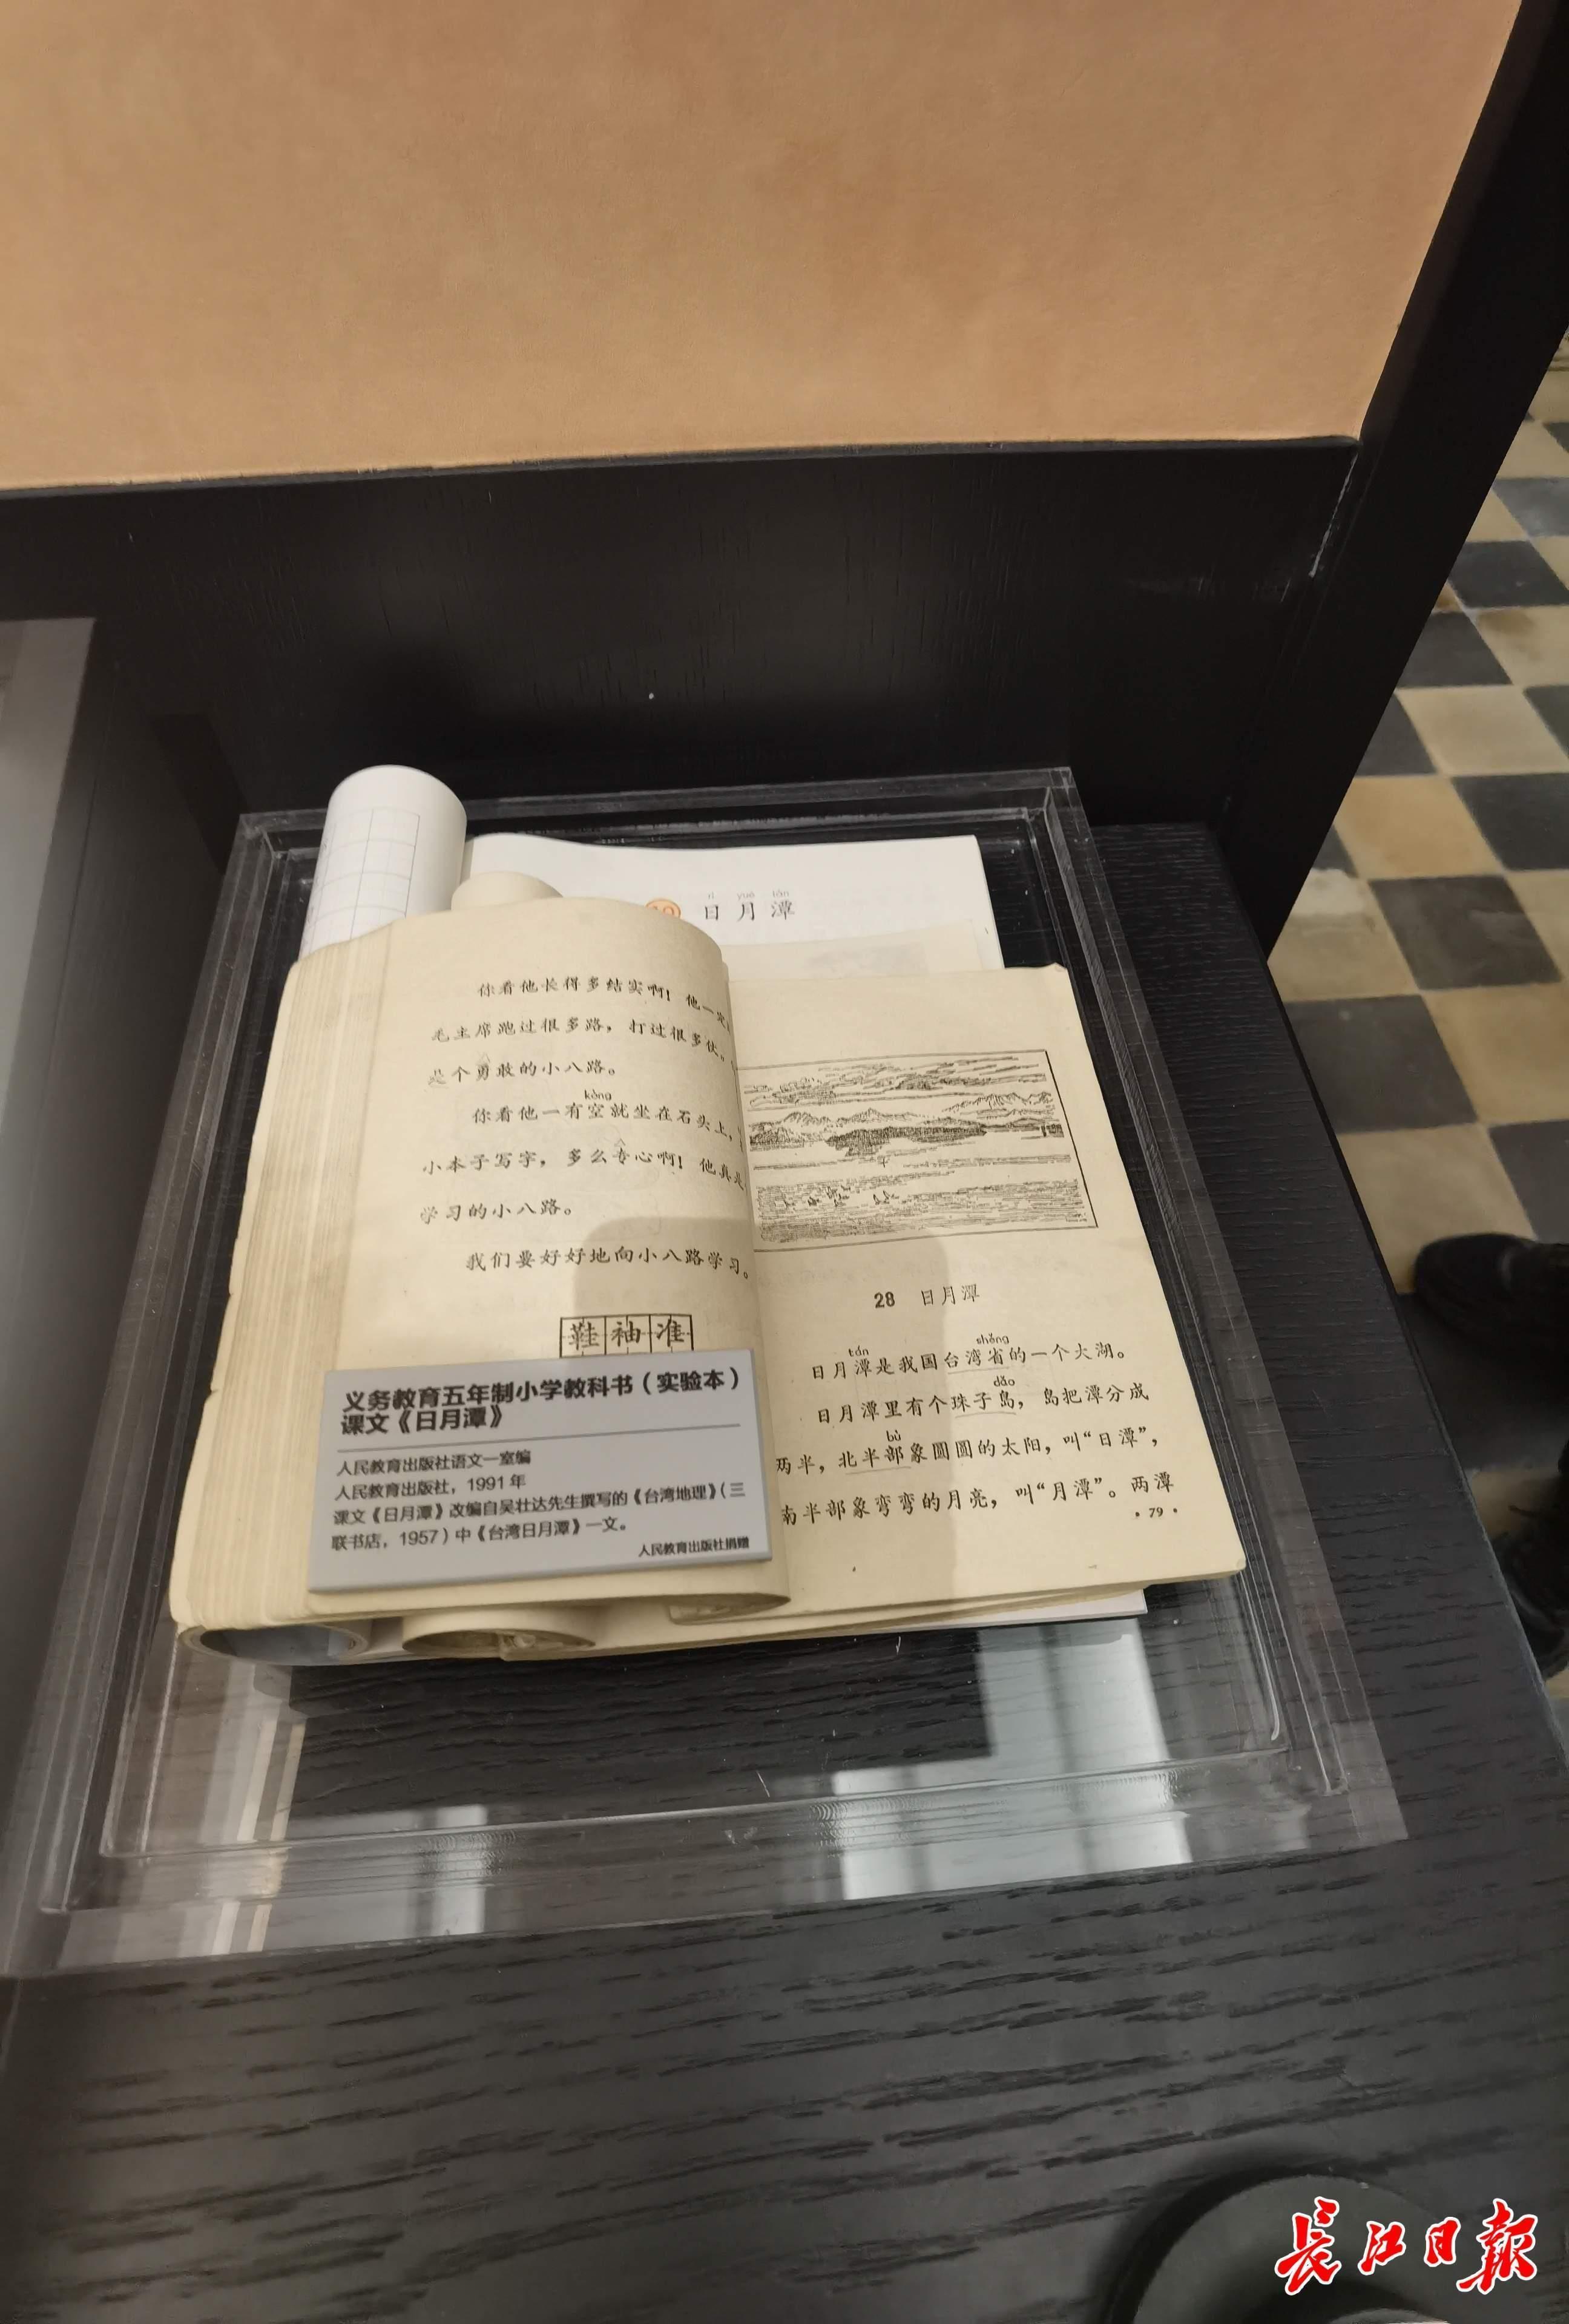 rì yuè tán
日月潭
你看他长得多结实啊！他一定
毛主席跑过很多路，打过很多仗。
是个勇敢的小八路。
kòng
你看他一有空就坐在石头上，
小本子写字，多么专心啊！他真是
学习的小八路。
我们要好好地向小八路学习。
鞋袖准
义务教育五年制小学教科书（实验本）
课文《日月潭》
人民教育出版社语文一室编
人民教育出版社，1991年
课文《日月潭》改编自吴壮达先生撰写的《台湾地理》（三
联书店，1957）中《台湾日月潭》一文。
人民教育出版社捐赠
28 日月潭
tán shěng
日月潭是我国台湾省的一个大湖。
dǎo
日月潭里有个珠子岛，岛把潭分成
bù
两半，北半部象圆圆的太阳，叫“日潭”，
南半部象弯弯的月亮，叫“月潭”。两潭
·79·
长江日报